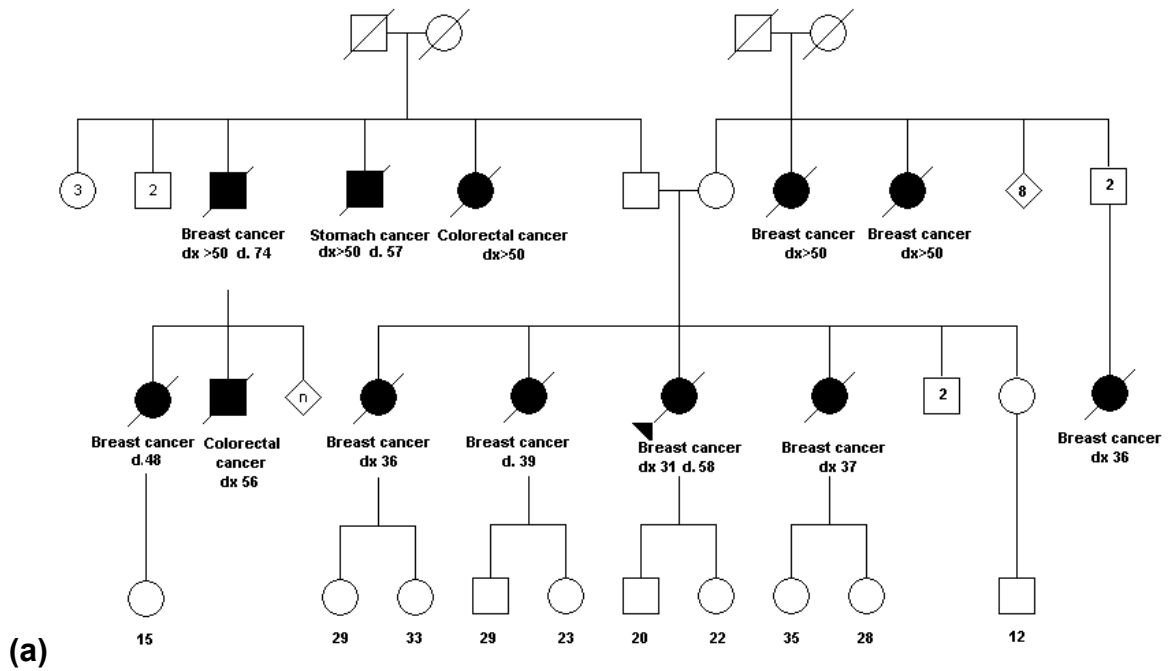 3
2
8
2
Breast cancer
dx >50 d. 74
Stomach cancer
dx>50 d. 57
Colorectal cancer
dx>50
Breast cancer
dx>50
Breast cancer
dx>50
n
2
Breast cancer
d. 48
Colorectal
cancer
dx 56
Breast cancer
dx 36
Breast cancer
d. 39
Breast cancer
dx 31 d. 58
Breast cancer
dx 37
Breast cancer
dx 36
15
29
33
29
23
20
22
35
28
12
(a)